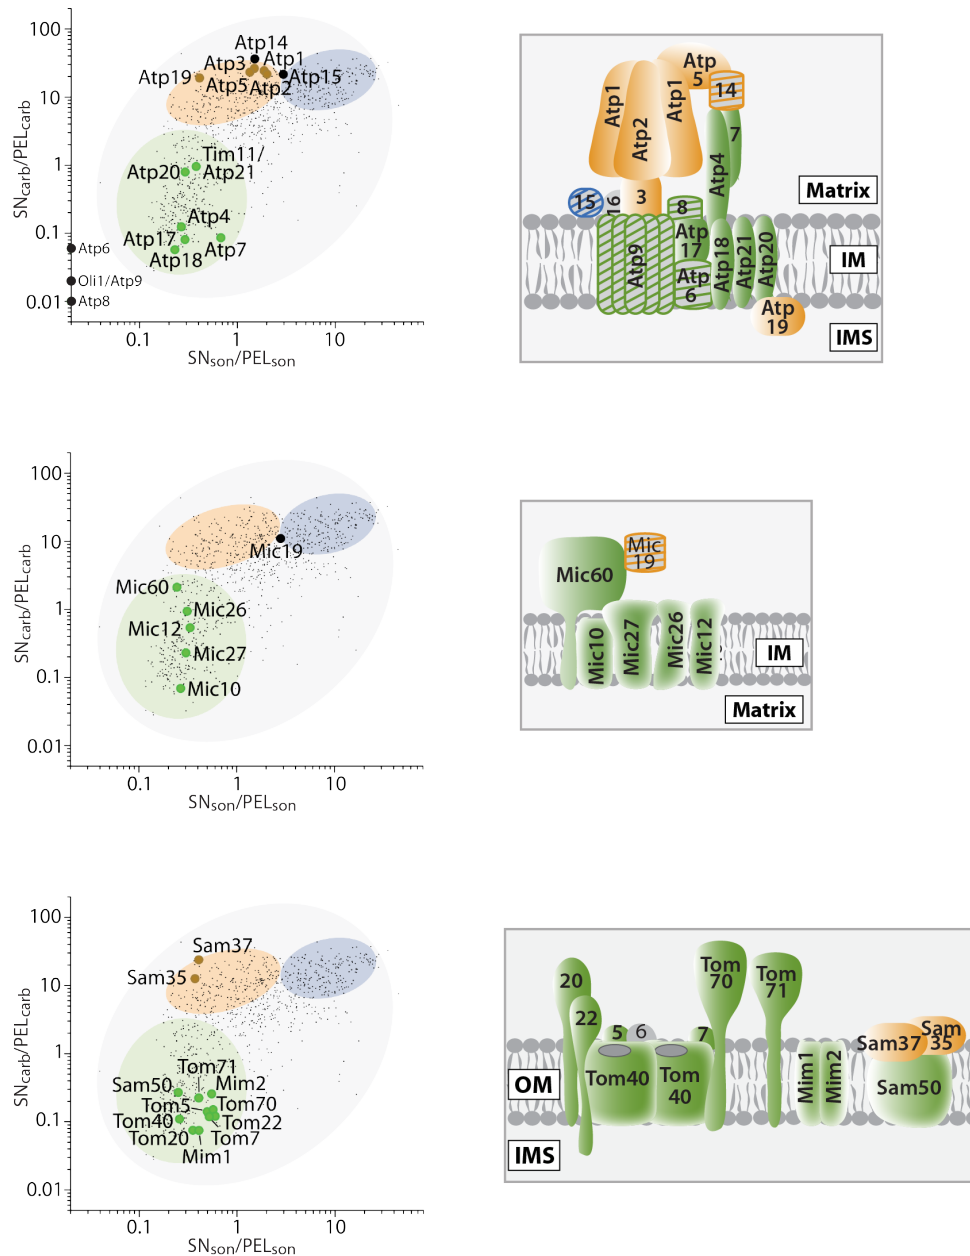 100
10
1
0.1
0.01
SNcarb/PELcarb
0.1
1
10
SNson/PELson
Atp14
Atp3
Atp1
Atp19
Atp5
Atp2
Atp15
Tim11/
Atp21
Atp20
Atp4
Atp17
Atp18
Atp7
Atp6
Oli1/Atp9
Atp8
Atp
5
14
Atp1
Atp1
Atp2
7
Atp4
15
16
3
8
Matrix
Atp9
Atp
17
Atp
6
Atp18
Atp21
Atp20
IM
Atp
19
IMS
100
10
1
0.1
0.01
SNcarb/PELcarb
0.1
1
10
SNson/PELson
Mic19
Mic60
Mic26
Mic12
Mic27
Mic10
Mic60
Mic
19
Mic10
Mic27
Mic26
Mic12
IM
Matrix
100
10
1
0.1
0.01
SNcarb/PELcarb
0.1
1
10
SNson/PELson
Sam37
Sam35
Tom71
Sam50
Mim2
Tom5
Tom70
Tom40
Tom22
Tom20
Tom7
Mim1
20
22
5
6
7
Tom
70
Tom
71
Tom40
Tom
40
Mim1
Mim2
Sam37
Sam
35
Sam50
OM
IMS